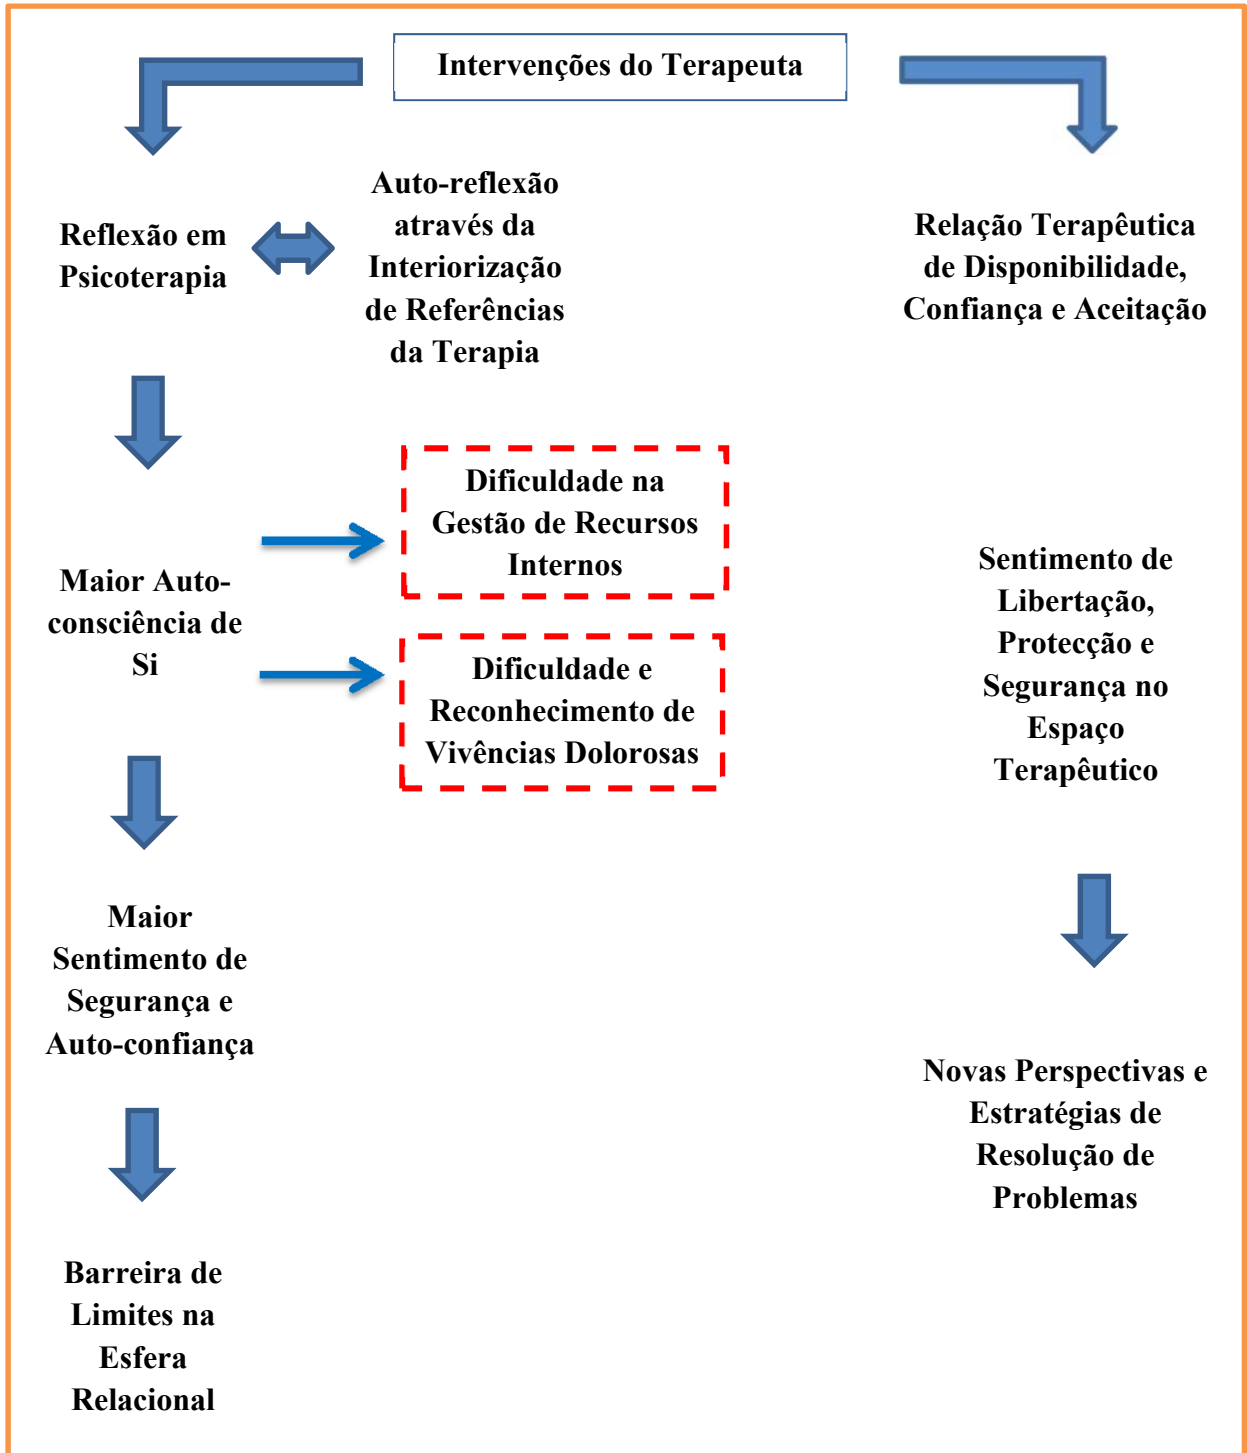 Intervenções do Terapeuta
Reflexão em
Psicoterapia
Auto-reflexão
através da
Interiorização
de Referências
da Terapia
Relação Terapêutica
de Disponibilidade,
Confiança e Aceitação
Maior Auto-
consciência de
Si
Dificuldade na
Gestão de Recursos
Internos
Dificuldade e
Reconhecimento de
Vivências Dolorosas
Sentimento de
Libertação,
Protecção e
Segurança no
Espaço
Terapêutico
Maior
Sentimento de
Segurança e
Auto-confiança
Novas Perspectivas e
Estratégias de
Resolução de
Problemas
Barreira de
Limites na
Esfera
Relacional